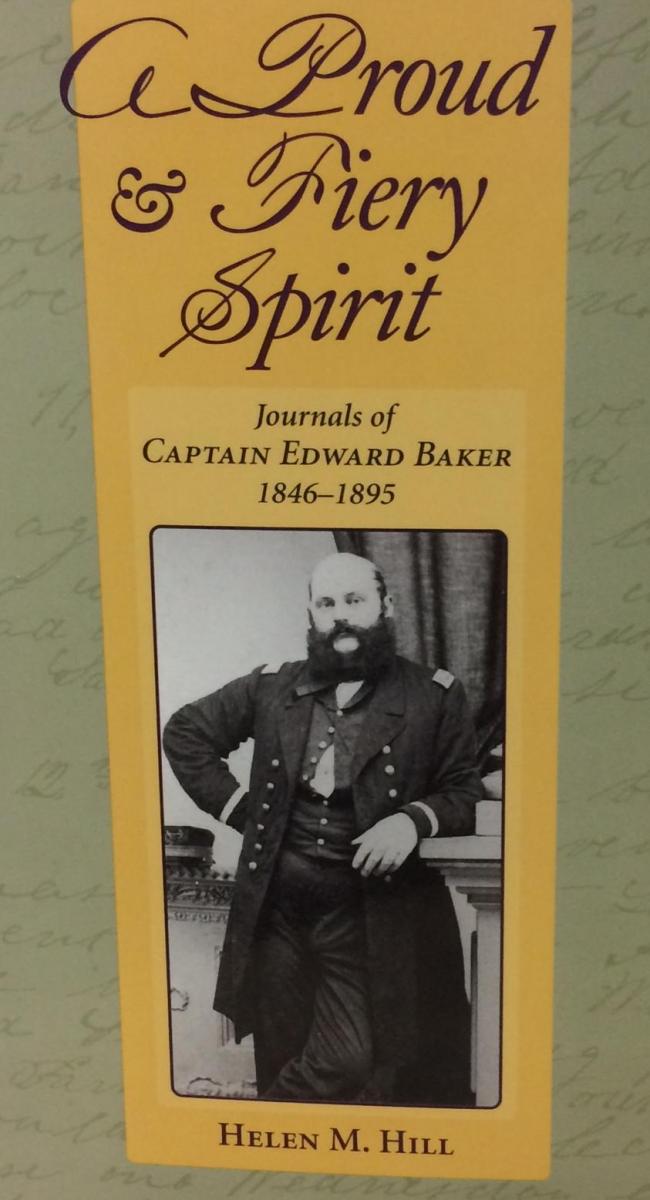 A Proud
& Fiery
Spirit
Journals of
CAPTAIN EDWARD BAKER
1846–1895
HELEN M. HILL